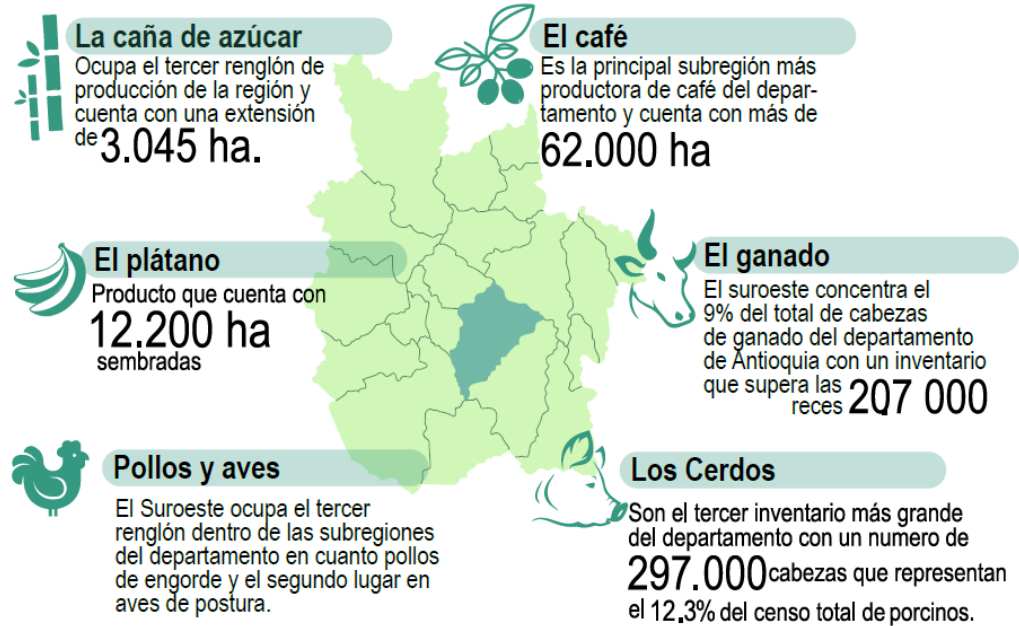 La caña de azúcar
Ocupa el tercer renglón de
producción de la región y
cuenta con una extensión
de 3.045 ha.
El café
Es la principal subregión más
productora de café del depar-
tamento y cuenta con más de
62.000 ha
El plátano
Producto que cuenta con
12.200 ha
sembradas
El ganado
El suroeste concentra el
9% del total de cabezas
de ganado del departamento
de Antioquia con un inventario
que supera las
reces 207 000
Pollos y aves
El Suroeste ocupa el tercer
renglón dentro de las subregiones
del departamento en cuanto pollos
de engorde y el segundo lugar en
aves de postura.
Los Cerdos
Son el tercer inventario más grande
del departamento con un numero de
297.000 cabezas que representan
el 12,3% del censo total de porcinos.